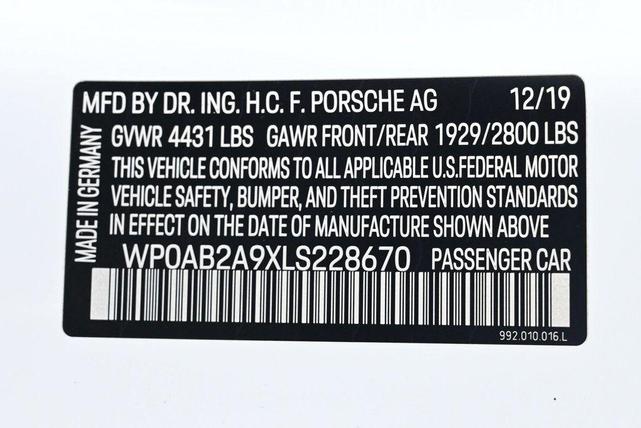 MFD BY DR. ING. H.C. F. PORSCHE AG 12/19
GVWR 4431 LBS GAWR FRONT/REAR 1929/2800 LBS
THIS VEHICLE CONFORMS TO ALL APPLICABLE U.S.FEDERAL MOTOR
VEHICLE SAFETY, BUMPER, AND THEFT PREVENTION STANDARDS
IN EFFECT ON THE DATE OF MANUFACTURE SHOWN ABOVE
WP0AB2A9XLS228670 PASSENGER CAR
992.010.016.L
MADE IN GERMANY